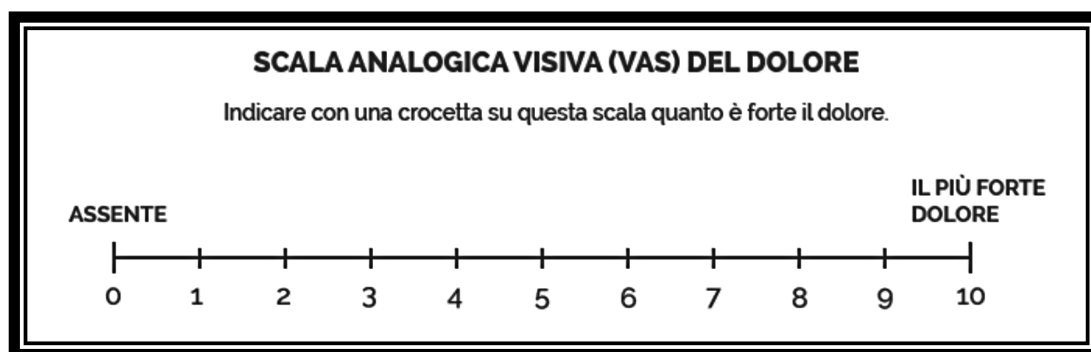 SCALA ANALOGICA VISIVA (VAS) DEL DOLORE
Indicare con una crocetta su questa scala quanto è forte il dolore.
IL PIÙ FORTE
DOLORE
ASSENTE
0 1 2 3 4 5 6 7 8 9 10